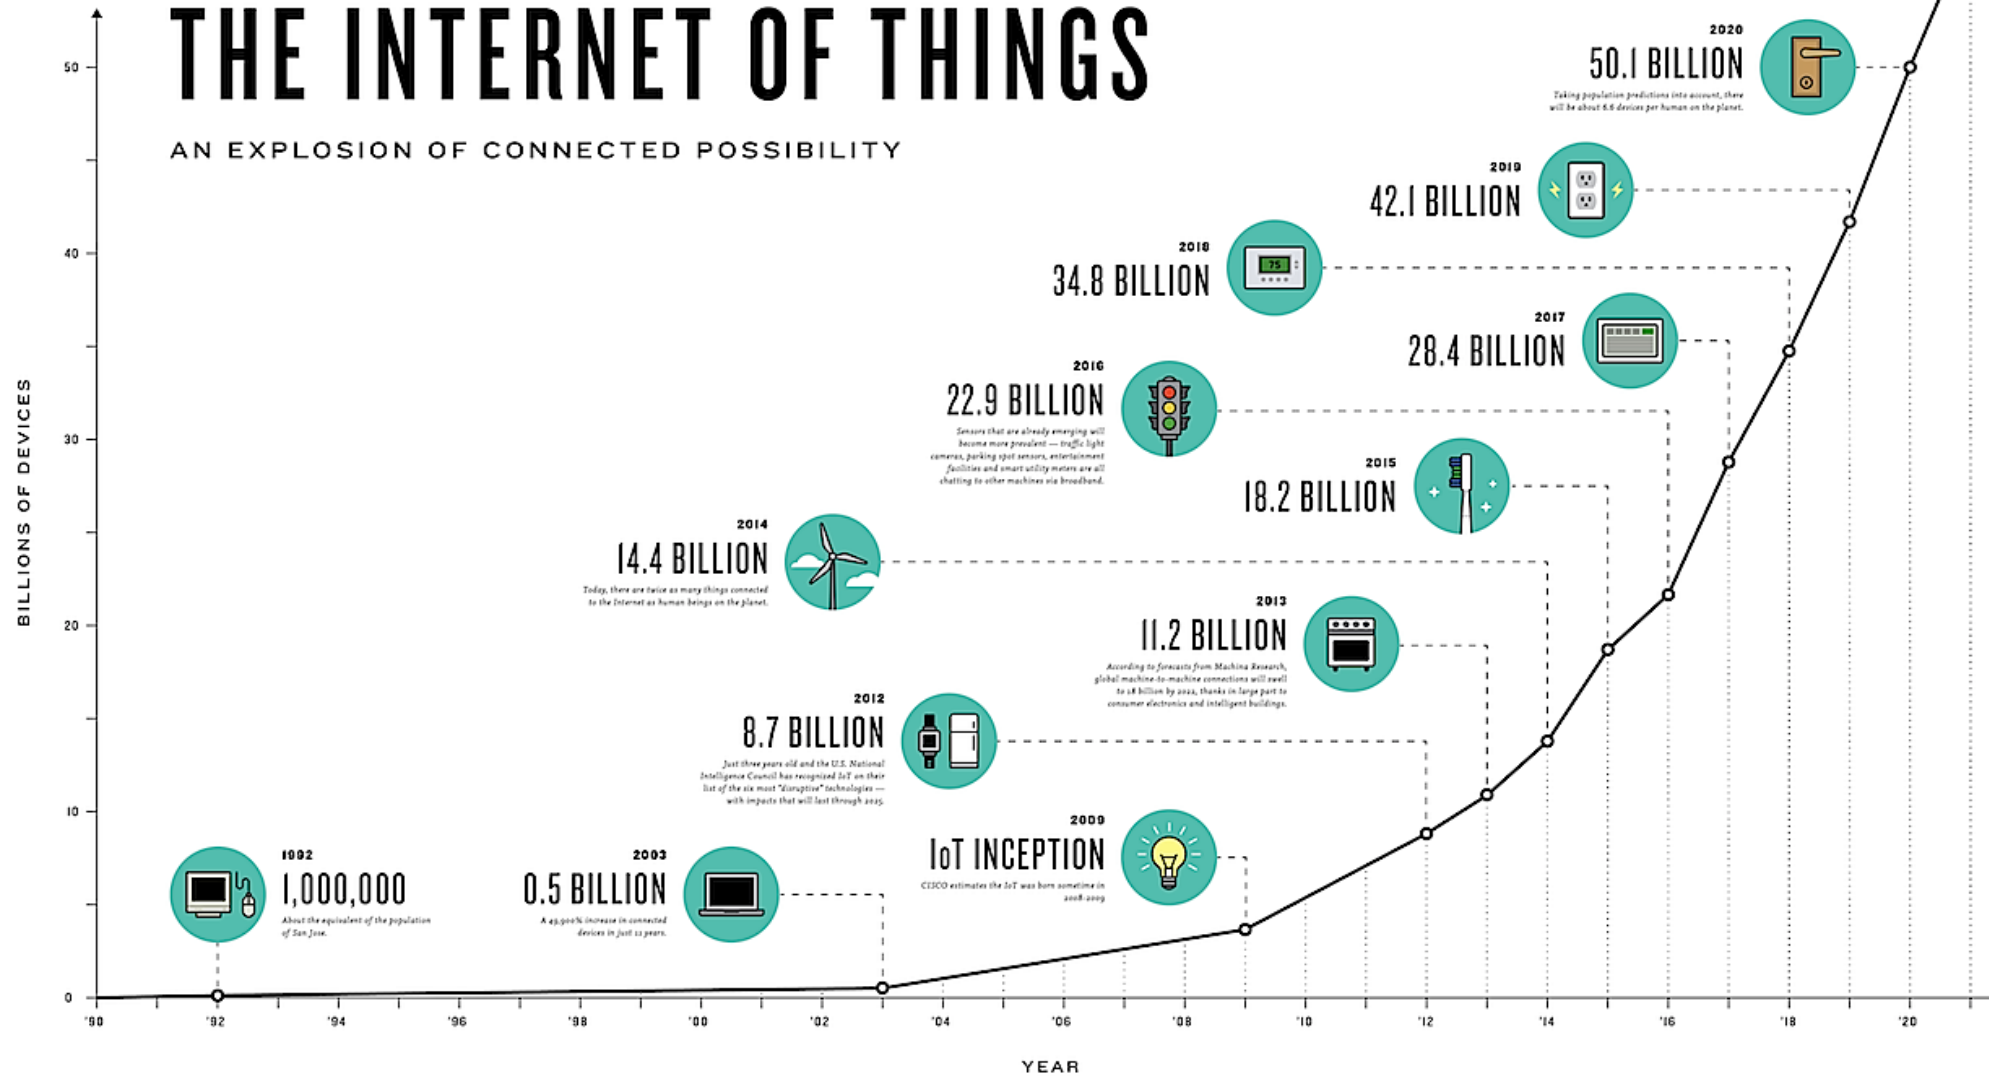 THE INTERNET OF THINGS
AN EXPLOSION OF CONNECTED POSSIBILITY
2020
50.1 BILLION
Taking population predictions into account, there
will be about 6.6 devices per human on the planet.
2019
42.1 BILLION
2018
34.8 BILLION
75
2017
28.4 BILLION
2016
22.9 BILLION
Sensors that are already emerging will
become more prevalent — traffic light
cameras, parking spot sensors, entertainment
facilities and smart utility meters are all
chatting to other machines via broadband.
2015
18.2 BILLION
2014
14.4 BILLION
Today, there are twice as many things connected
to the Internet as human beings on the planet.
2013
11.2 BILLION
According to forecasts from Machina Research,
global machine-to-machine connections will swell
to 18 billion by 2022, thanks in large part to
consumer electronics and intelligent buildings.
2012
8.7 BILLION
Just three years old and the U.S. National
Intelligence Council has recognized IoT on their
list of the six most "disruptive" technologies —
with impacts that will last through 2025.
2009
IoT INCEPTION
CISCO estimates the IoT was born sometime in
2008-2009
2003
0.5 BILLION
A 49,900% increase in connected
devices in just 11 years.
1992
1,000,000
About the equivalent of the population
of San Jose.
BILLIONS OF DEVICES
50
40
30
20
10
0
'90 '92 '94 '96 '98 '00 '02 '04 '06 '08 '10 '12 '14 '16 '18 '20
YEAR